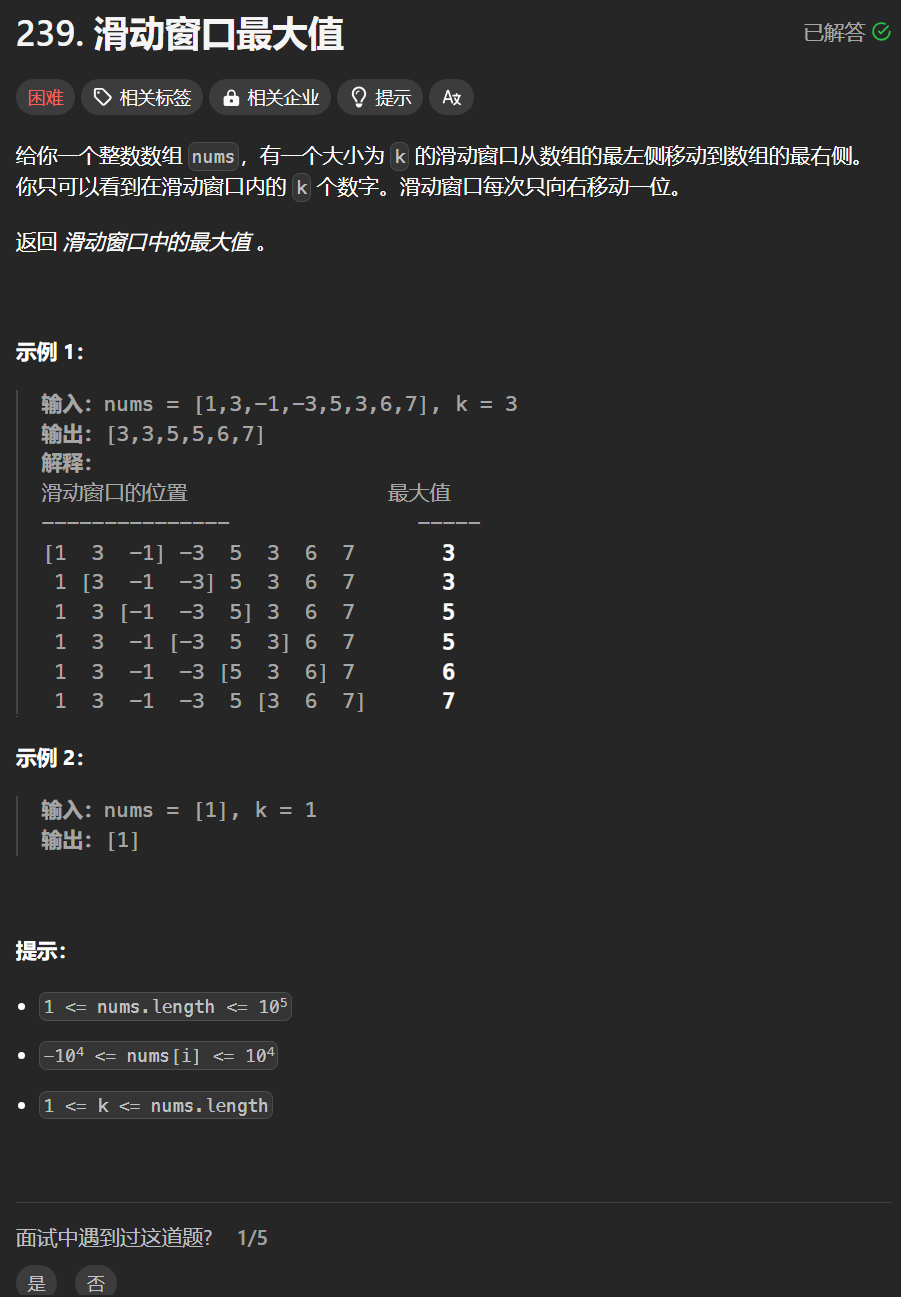 239. 滑动窗口最大值
已解答
困难 相关标签 相关企业 提示
给你一个整数数组 nums，有一个大小为 k 的滑动窗口从数组的最左侧移动到数组的最右侧。
你只可以看到在滑动窗口内的 k 个数字。滑动窗口每次只向右移动一位。
返回 滑动窗口中的最大值 。
示例 1：
输入：nums = [1,3,-1,-3,5,3,6,7], k = 3
输出：[3,3,5,5,6,7]
解释：
滑动窗口的位置 最大值
--------------- -----
[1 3 -1] -3 5 3 6 7 3
1 [3 -1 -3] 5 3 6 7 3
1 3 [-1 -3 5] 3 6 7 5
1 3 -1 [-3 5 3] 6 7 5
1 3 -1 -3 [5 3 6] 7 6
1 3 -1 -3 5 [3 6 7] 7
示例 2：
输入：nums = [1], k = 1
输出：[1]
提示：
• 1 <= nums.length <= 10⁵
• -10⁴ <= nums[i] <= 10⁴
• 1 <= k <= nums.length
面试中遇到过这道题? 1/5
是 否